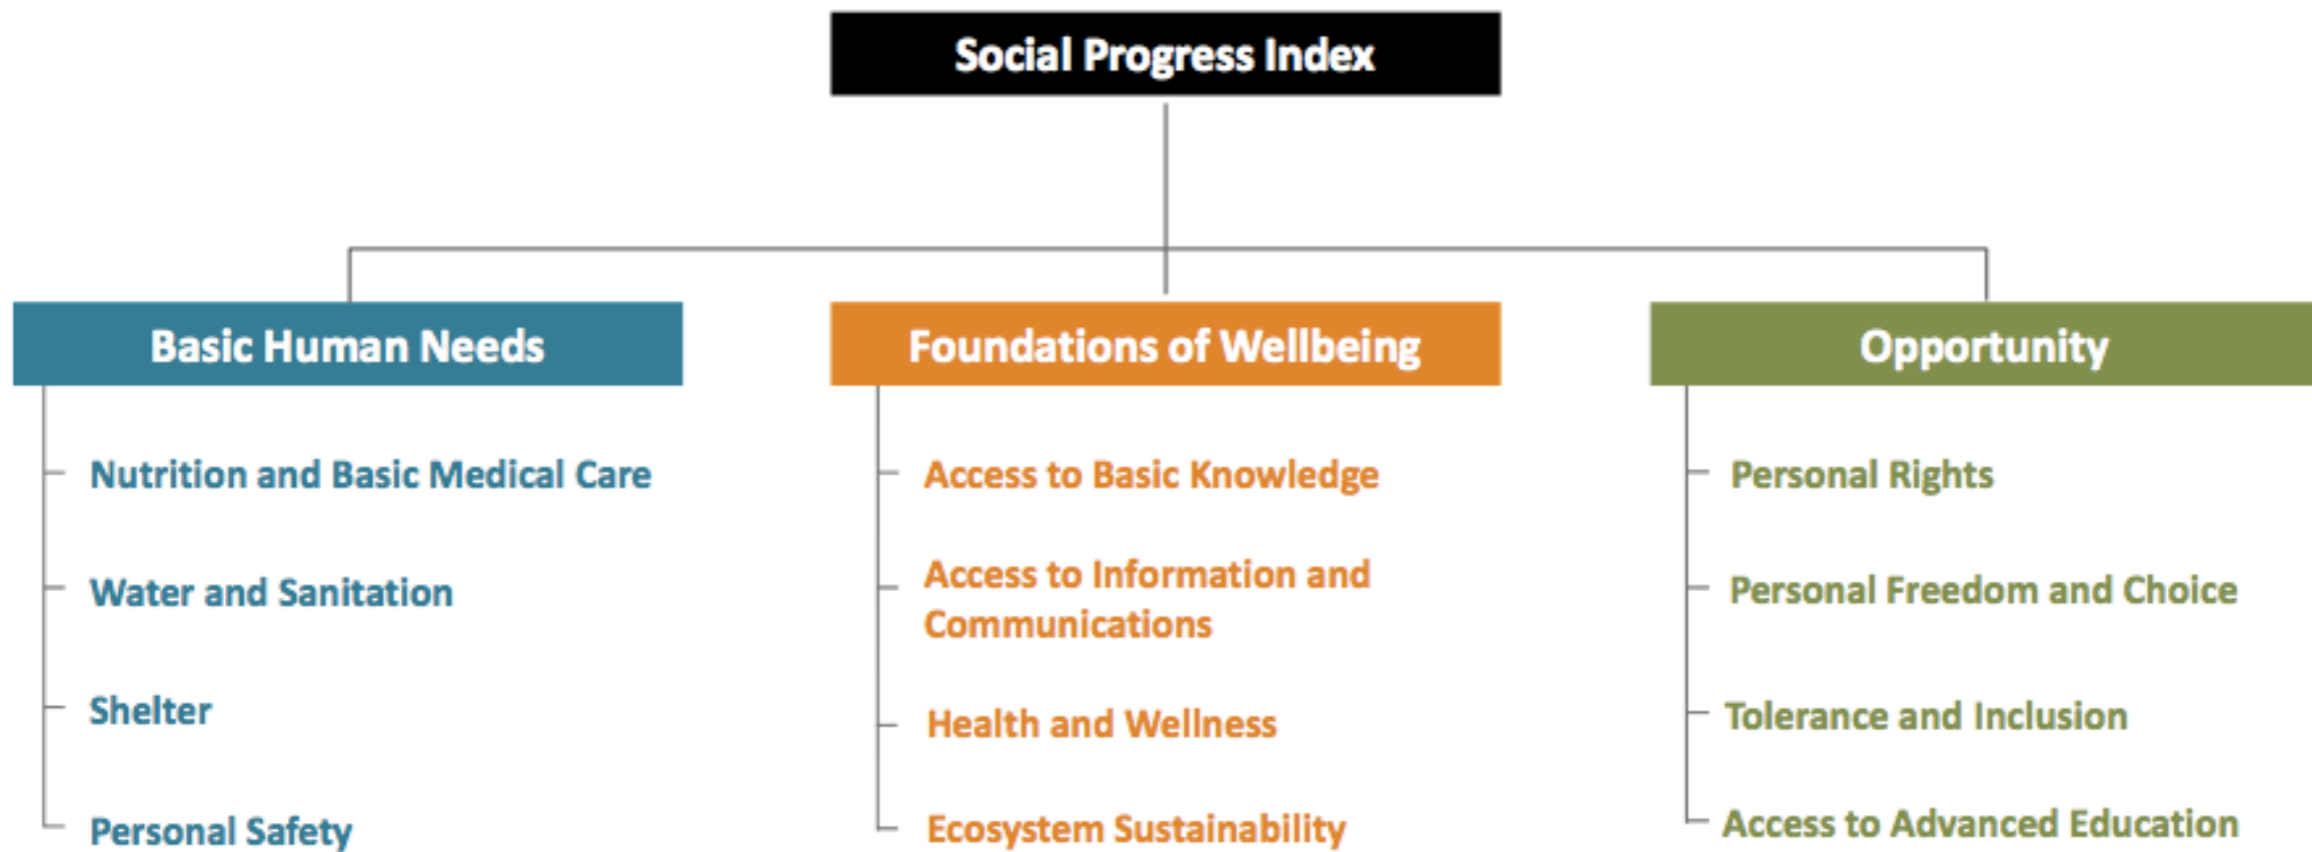 Social Progress Index
Basic Human Needs
Nutrition and Basic Medical Care
Water and Sanitation
Shelter
Personal Safety
Foundations of Wellbeing
Access to Basic Knowledge
Access to Information and
Communications
Health and Wellness
Ecosystem Sustainability
Opportunity
Personal Rights
Personal Freedom and Choice
Tolerance and Inclusion
Access to Advanced Education